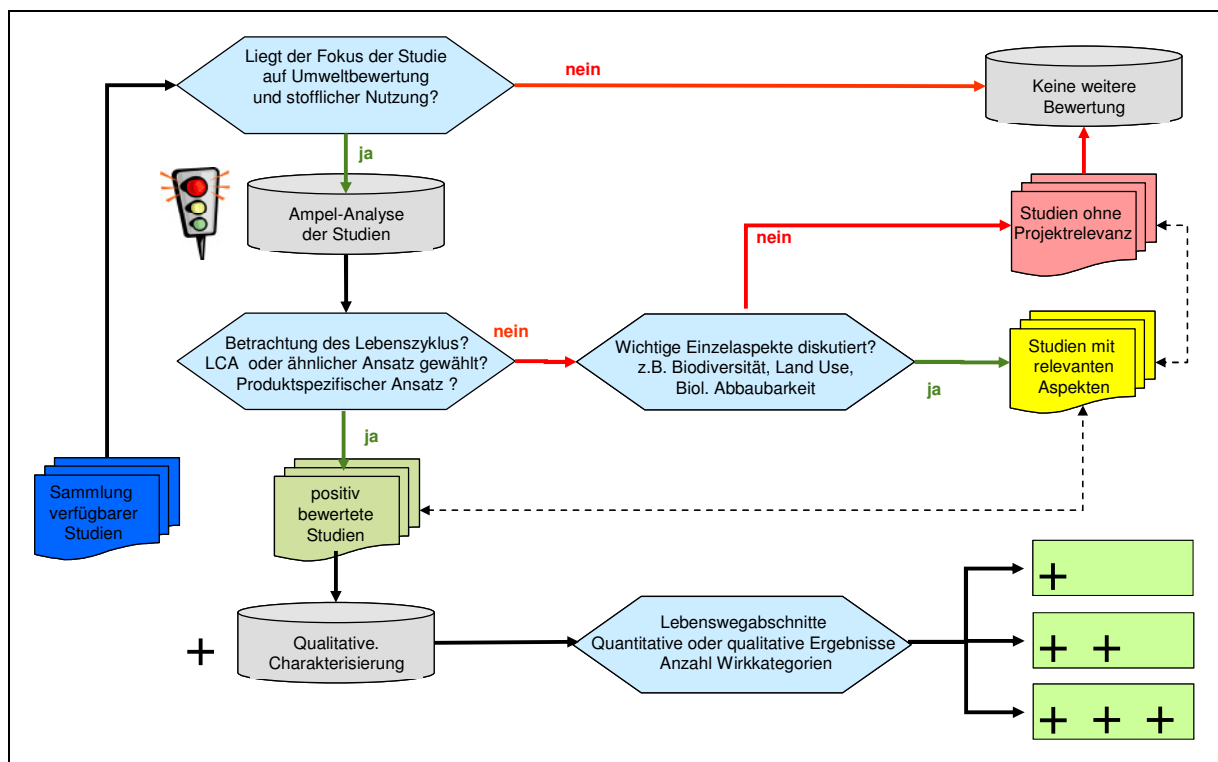 Liegt der Fokus der Studie
auf Umweltbewertung
und stofflicher Nutzung?
nein
Keine weitere
Bewertung
ja
Ampel-Analyse
der Studien
Studien ohne
Projektrelevanz
nein
Betrachtung des Lebenszyklus?
LCA oder ähnlicher Ansatz gewählt?
Produktspezifischer Ansatz ?
nein
Wichtige Einzelaspekte diskutiert?
z.B. Biodiversität, Land Use,
Biol. Abbaubarkeit
ja
Studien mit
relevanten
Aspekten
ja
Sammlung
verfügbarer
Studien
positiv
bewertete
Studien
+
Qualitative.
Charakterisierung
Lebenswegabschnitte
Quantitative oder qualitative Ergebnisse
Anzahl Wirkkategorien
+
+ +
+ + +